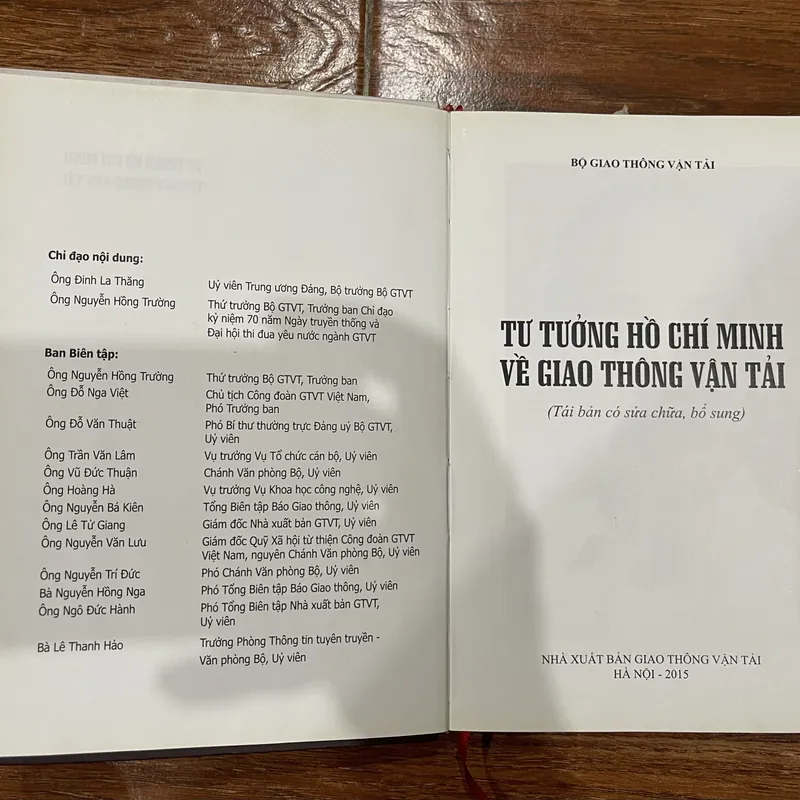 Chỉ đạo nội dung:
Ông Đinh La Thăng Uỷ viên Trung ương Đảng, Bộ trưởng Bộ GTVT
Ông Nguyễn Hồng Trường Thứ trưởng Bộ GTVT, Trưởng ban Chỉ đạo
kỷ niệm 70 năm Ngày truyền thống và
Đại hội thi đua yêu nước ngành GTVT
Ban Biên tập:
Ông Nguyễn Hồng Trường Thứ trưởng Bộ GTVT, Trưởng ban
Ông Đỗ Nga Việt Chủ tịch Công đoàn GTVT Việt Nam,
Phó Trưởng ban
Ông Đỗ Văn Thuật Phó Bí thư thường trực Đảng uỷ Bộ GTVT,
Uỷ viên
Ông Trần Văn Lâm Vụ trưởng Vụ Tổ chức cán bộ, Uỷ viên
Ông Vũ Đức Thuận Chánh Văn phòng Bộ, Uỷ viên
Ông Hoàng Hà Vụ trưởng Vụ Khoa học công nghệ, Uỷ viên
Ông Nguyễn Bá Kiên Tổng Biên tập Báo Giao thông, Uỷ viên
Ông Lê Tử Giang Giám đốc Nhà xuất bản GTVT, Uỷ viên
Ông Nguyễn Văn Lưu Giám đốc Quỹ Xã hội từ thiện Công đoàn GTVT
Việt Nam, nguyên Chánh Văn phòng Bộ, Uỷ viên
Ông Nguyễn Trí Đức Phó Chánh Văn phòng Bộ, Uỷ viên
Bà Nguyễn Hồng Nga Phó Tổng Biên tập Báo Giao thông, Uỷ viên
Ông Ngô Đức Hành Phó Tổng Biên tập Nhà xuất bản GTVT,
Uỷ viên
Bà Lê Thanh Hảo Trưởng Phòng Thông tin tuyên truyền -
Văn phòng Bộ, Uỷ viên
BỘ GIAO THÔNG VẬN TẢI
TƯ TƯỞNG HỒ CHÍ MINH
VỀ GIAO THÔNG VẬN TẢI
(Tái bản có sửa chữa, bổ sung)
NHÀ XUẤT BẢN GIAO THÔNG VẬN TẢI
HÀ NỘI - 2015